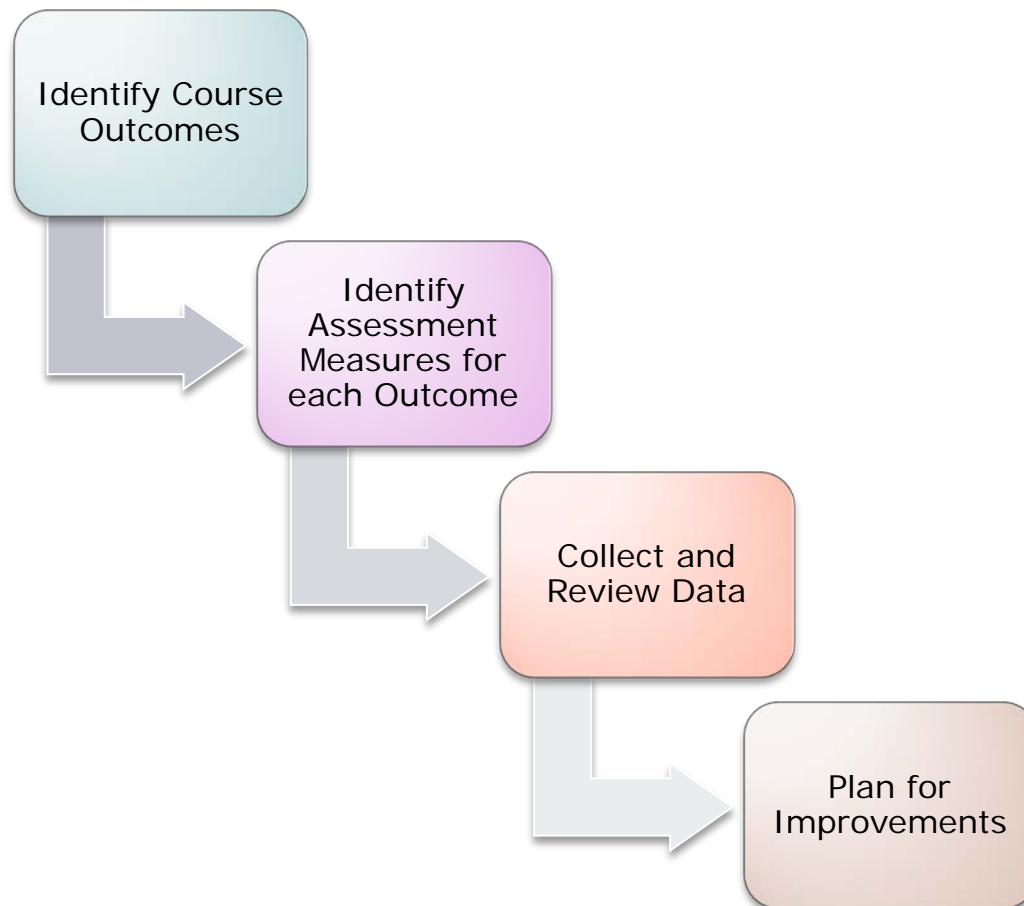 Identify Course
Outcomes
Identify
Assessment
Measures for
each Outcome
Collect and
Review Data
Plan for
Improvements